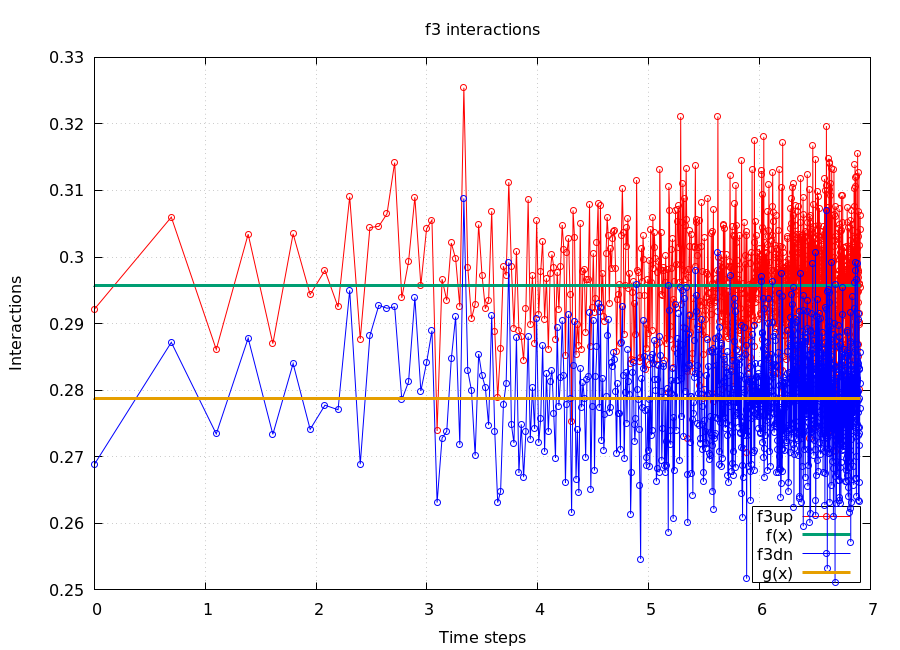 f3 interactions
0.33
0.32
0.31
0.3
0.29
0.28
0.27
0.26
0.25
Interactions
0 1 2 3 4 5 6 7
Time steps
f3up
f(x)
f3dn
g(x)